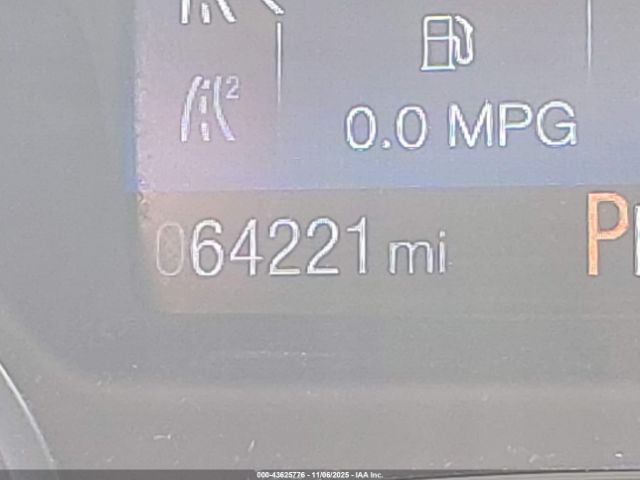 2
0.0 MPG
064221 mi
P
000-43625776 - 11/06/2025 - IAA Inc.